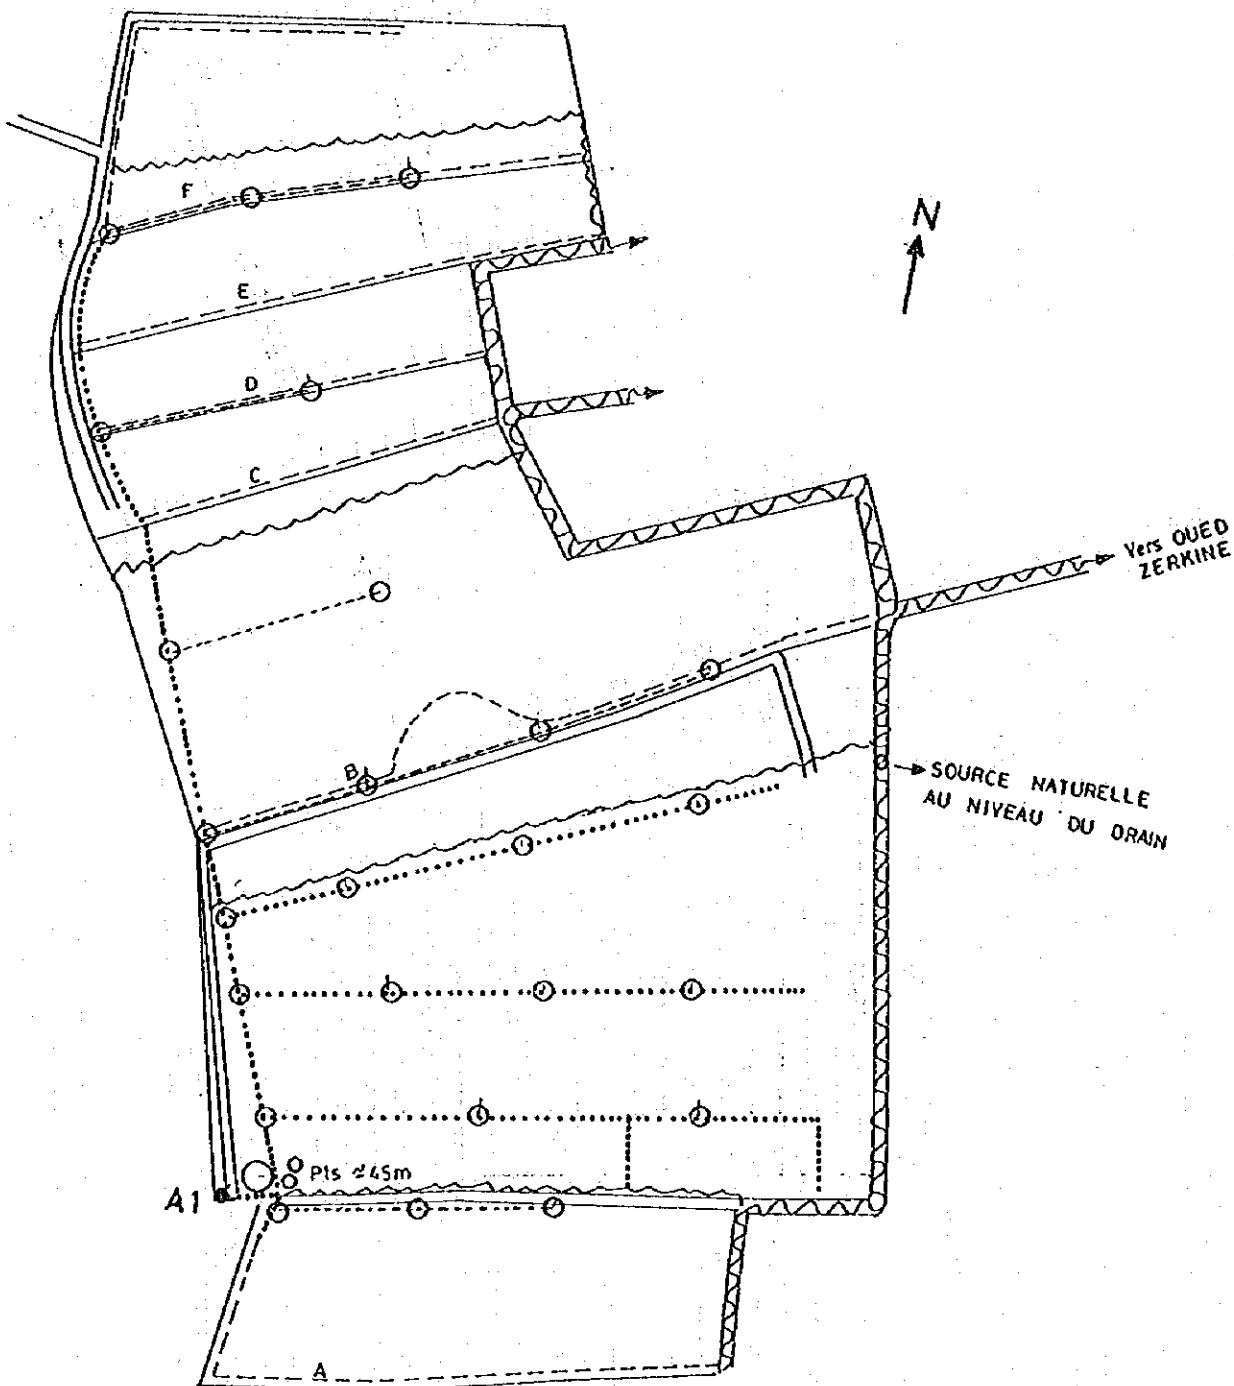 F
N
E
D
C
Vers OUED
ZERKINE
B
SOURCE NATURELLE
AU NIVEAU DU DRAIN
Pts ≃45m
A1
A